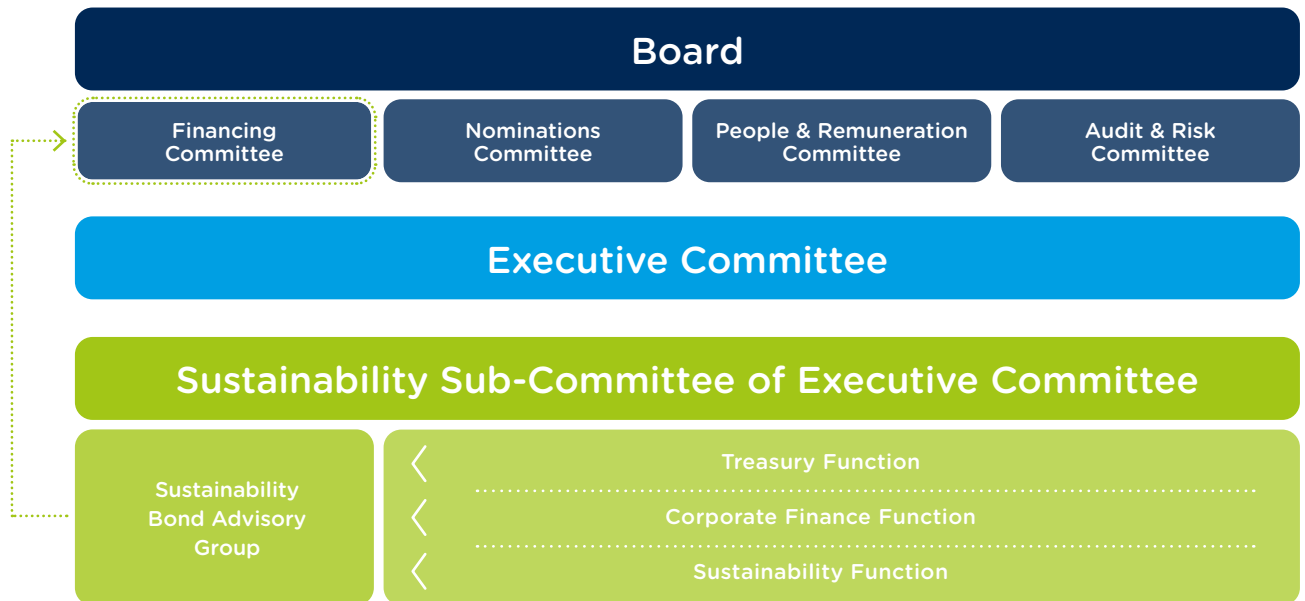 Board
Financing
Committee
Nominations
Committee
People & Remuneration
Committee
Audit & Risk
Committee
Executive Committee
Sustainability Sub-Committee of Executive Committee
Sustainability
Bond Advisory
Group
Treasury Function
Corporate Finance Function
Sustainability Function